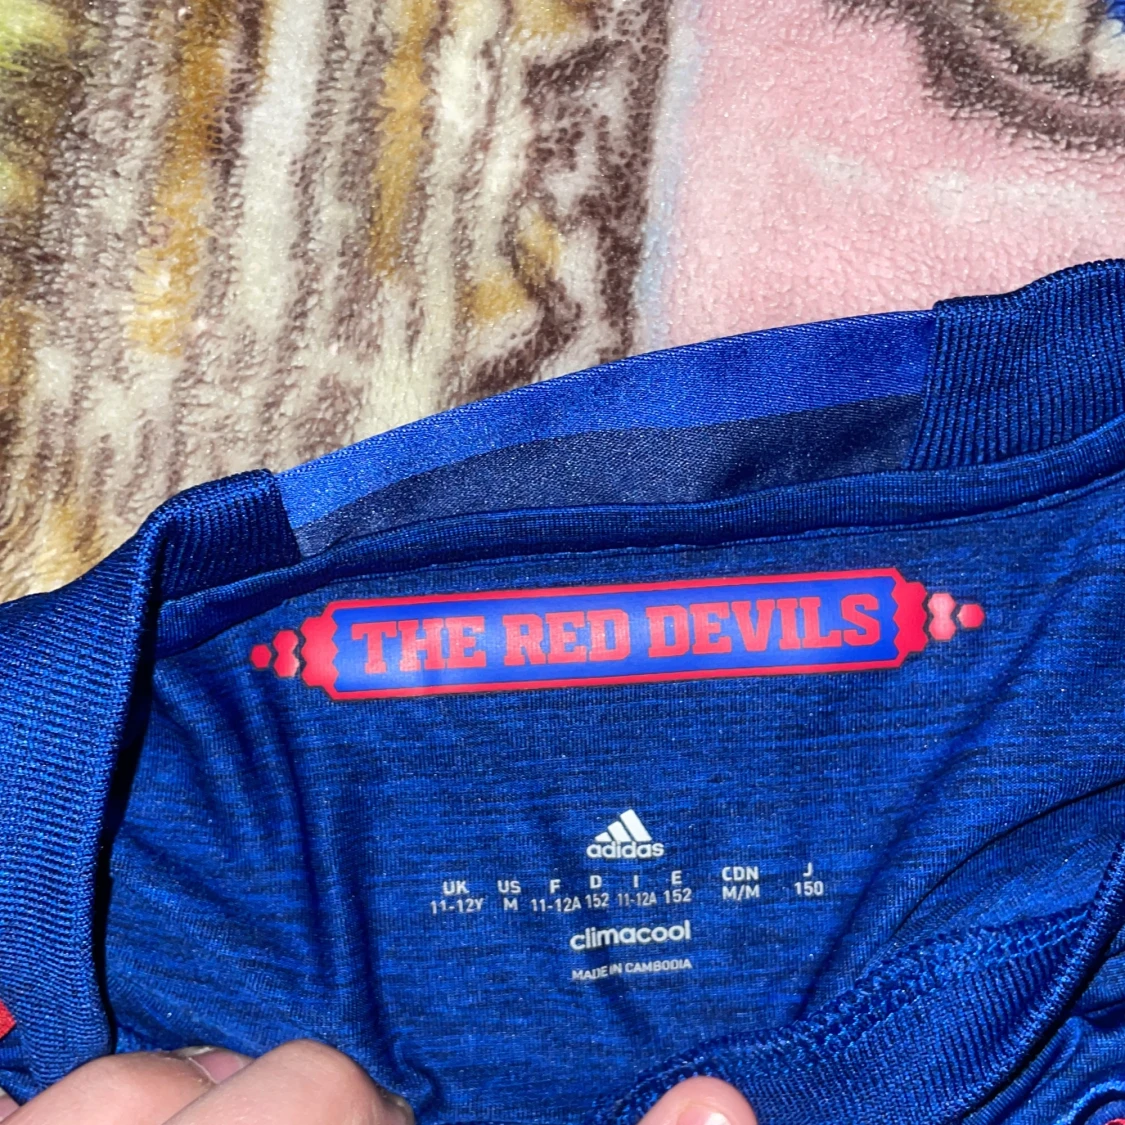 THE RED DEVILS
adidas
UK US F D I E CDN J
11-12Y M 11-12A 152 11-12A 152 M/M 150
climacool
MADE IN CAMBODIA